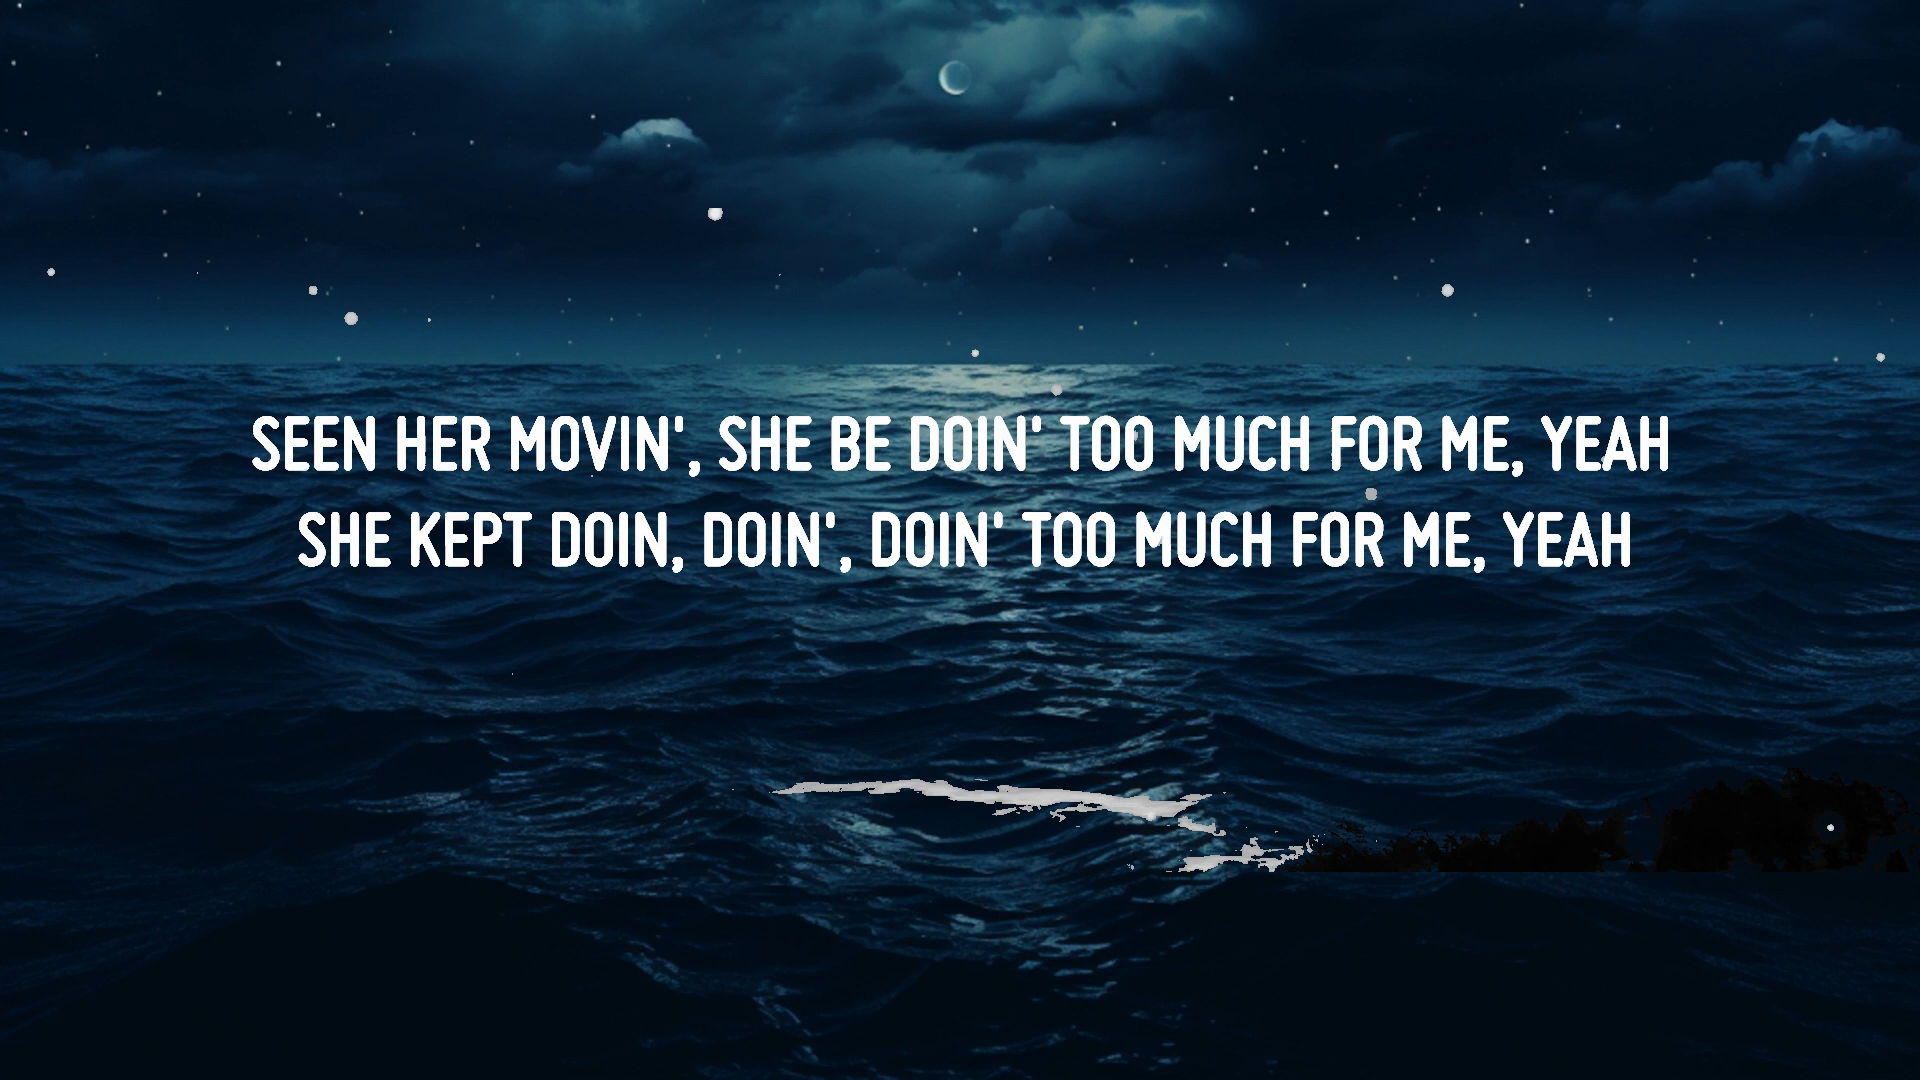 SEEN HER MOVIN', SHE BE DOIN' TOO MUCH FOR ME, YEAH
SHE KEPT DOIN, DOIN', DOIN' TOO MUCH FOR ME, YEAH